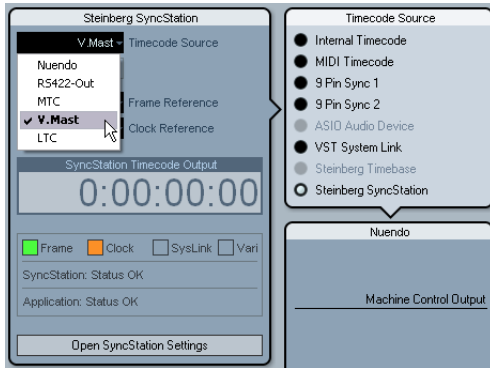 Steinberg SyncStation
V.Mast Timecode Source
Nuendo
RS422-Out
MTC
V.Mast
LTC
Frame Reference
Clock Reference
SyncStation Timecode Output
0:00:00:00
Frame Clock SysLink Vari
SyncStation: Status OK
Application: Status OK
Open SyncStation Settings
Timecode Source
Internal Timecode
MIDI Timecode
9 Pin Sync 1
9 Pin Sync 2
ASIO Audio Device
VST System Link
Steinberg Timebase
Steinberg SyncStation
Nuendo
Machine Control Output